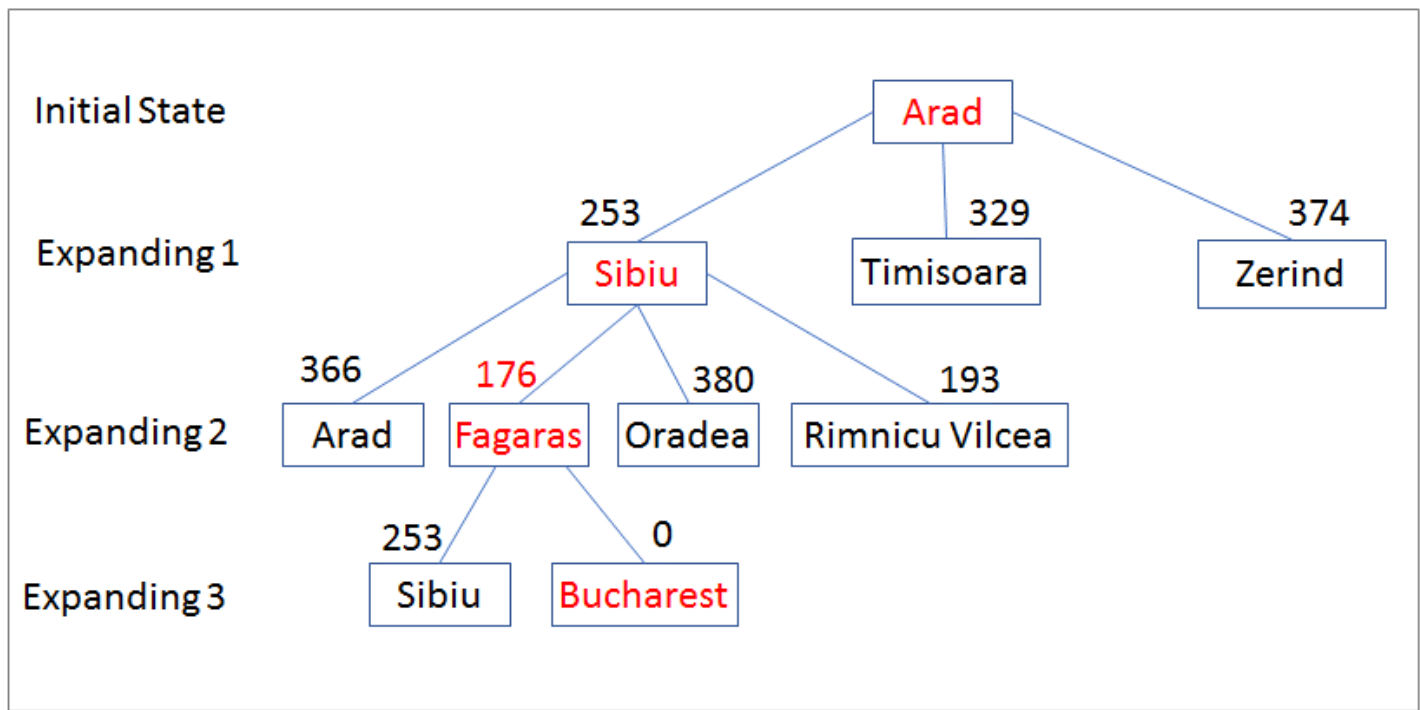 Initial State
Arad
253
329
374
Expanding 1
Sibiu
Timisoara
Zerind
366
176
380
193
Expanding 2
Arad
Fagaras
Oradea
Rimnicu Vilcea
253
0
Expanding 3
Sibiu
Bucharest